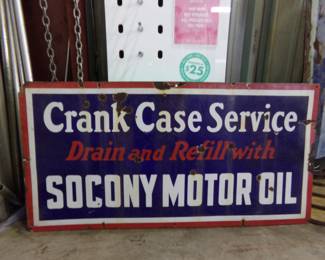 $25
Crank Case Service
Drain and Refill with
SOCONY MOTOR OIL